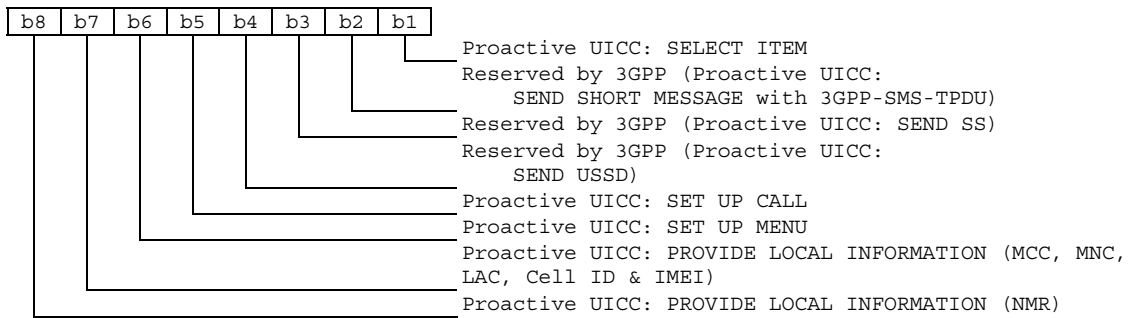 b8 b7 b6 b5 b4 b3 b2 b1
Proactive UICC: SELECT ITEM
Reserved by 3GPP (Proactive UICC:
SEND SHORT MESSAGE with 3GPP-SMS-TPDU)
Reserved by 3GPP (Proactive UICC: SEND SS)
Reserved by 3GPP (Proactive UICC:
SEND USSD)
Proactive UICC: SET UP CALL
Proactive UICC: SET UP MENU
Proactive UICC: PROVIDE LOCAL INFORMATION (MCC, MNC,
LAC, Cell ID & IMEI)
Proactive UICC: PROVIDE LOCAL INFORMATION (NMR)